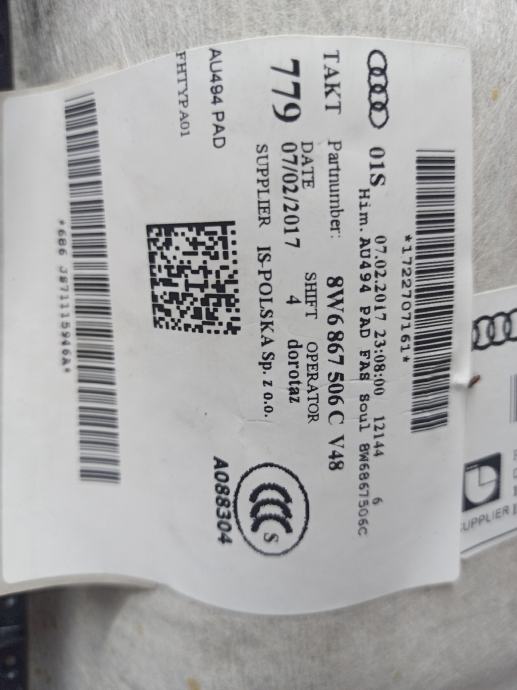 *1722707161*
01S 07.02.2017 23:08:00 12144 6
Him. AU494 PAD FAS Soul 8W6867506C
TAKT Partnumber: 8W6 867 506 C V48
779
DATE SHIFT OPERATOR
07/02/2017 4 dorotaz
SUPPLIER IS-POLSKA Sp. z o.o.
CCC S
A088304
AU494 PAD
FHTYPA01
SUPPLIER